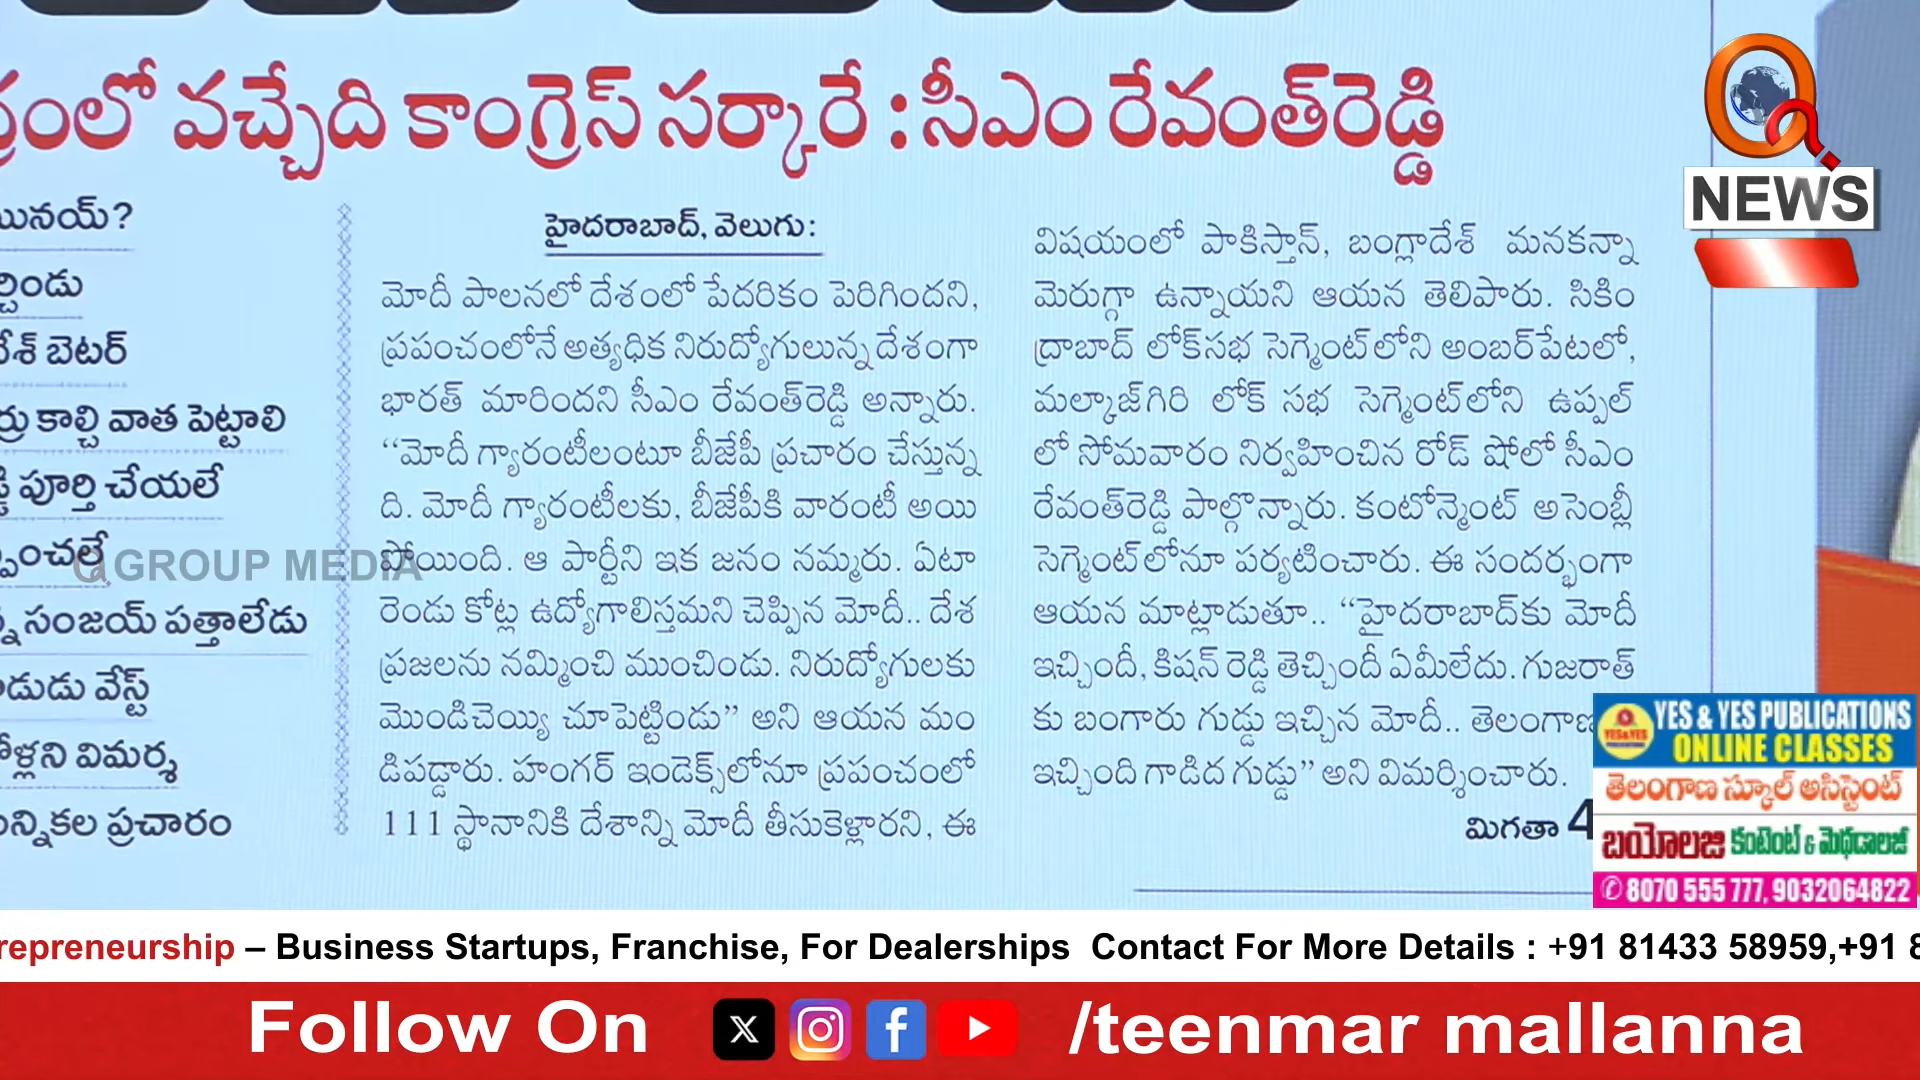 వచ్చేది కాంగ్రెస్ సర్కారే : సీఎం రేవంత్‌రెడ్డి
బెటర్
కాల్చి వాత పెట్టాలి
పూర్తి చేయలే
సంజయ్ పత్తాలేడు
వేస్ట్
విమర్శ
ప్రచారం
హైదరాబాద్, వెలుగు:
మోదీ పాలనలో దేశంలో పేదరికం పెరిగిందని,
ప్రపంచంలోనే అత్యధిక నిరుద్యోగులున్న దేశంగా
భారత్ మారిందని సీఎం రేవంత్‌రెడ్డి అన్నారు.
“మోదీ గ్యారంటీలంటూ బీజేపీ ప్రచారం చేస్తున్న
ది. మోదీ గ్యారంటీలకు, బీజేపీకి వారంటీ అయి
పోయింది. ఆ పార్టీని ఇక జనం నమ్మరు. ఏటా
రెండు కోట్ల ఉద్యోగాలిస్తమని చెప్పిన మోదీ.. దేశ
ప్రజలను నమ్మించి ముంచిండు. నిరుద్యోగులకు
మొండిచెయ్యి చూపెట్టిండు” అని ఆయన మం
డిపడ్డారు. హంగర్ ఇండెక్స్‌లోనూ ప్రపంచంలో
111 స్థానానికి దేశాన్ని మోదీ తీసుకెళ్లారని, ఈ
విషయంలో పాకిస్తాన్, బంగ్లాదేశ్ మనకన్నా
మెరుగ్గా ఉన్నాయని ఆయన తెలిపారు. సికిం
ద్రాబాద్ లోక్‌సభ సెగ్మెంట్‌లోని అంబర్‌పేటలో,
మల్కాజ్‌గిరి లోక్ సభ సెగ్మెంట్‌లోని ఉప్పల్
లో సోమవారం నిర్వహించిన రోడ్ షోలో సీఎం
రేవంత్‌రెడ్డి పాల్గొన్నారు. కంటోన్మెంట్ అసెంబ్లీ
సెగ్మెంట్‌లోనూ పర్యటించారు. ఈ సందర్భంగా
ఆయన మాట్లాడుతూ.. “హైదరాబాద్‌కు మోదీ
ఇచ్చిందీ, కిషన్ రెడ్డి తెచ్చిందీ ఏమీలేదు. గుజరాత్
కు బంగారు గుడ్డు ఇచ్చిన మోదీ.. తెలంగాణ
ఇచ్చింది గాడిద గుడ్డు” అని విమర్శించారు.
మిగతా 4
Q GROUP MEDIA
Q NEWS
YES & YES PUBLICATIONS
ONLINE CLASSES
తెలంగాణ స్కూల్ అసిస్టెంట్
బయోలజి కంటెంట్ & మెథడాలజీ
8070 555 777, 9032064822
repreneurship – Business Startups, Franchise, For Dealerships Contact For More Details : +91 81433 58959,+91 8
Follow On /teenmar mallanna